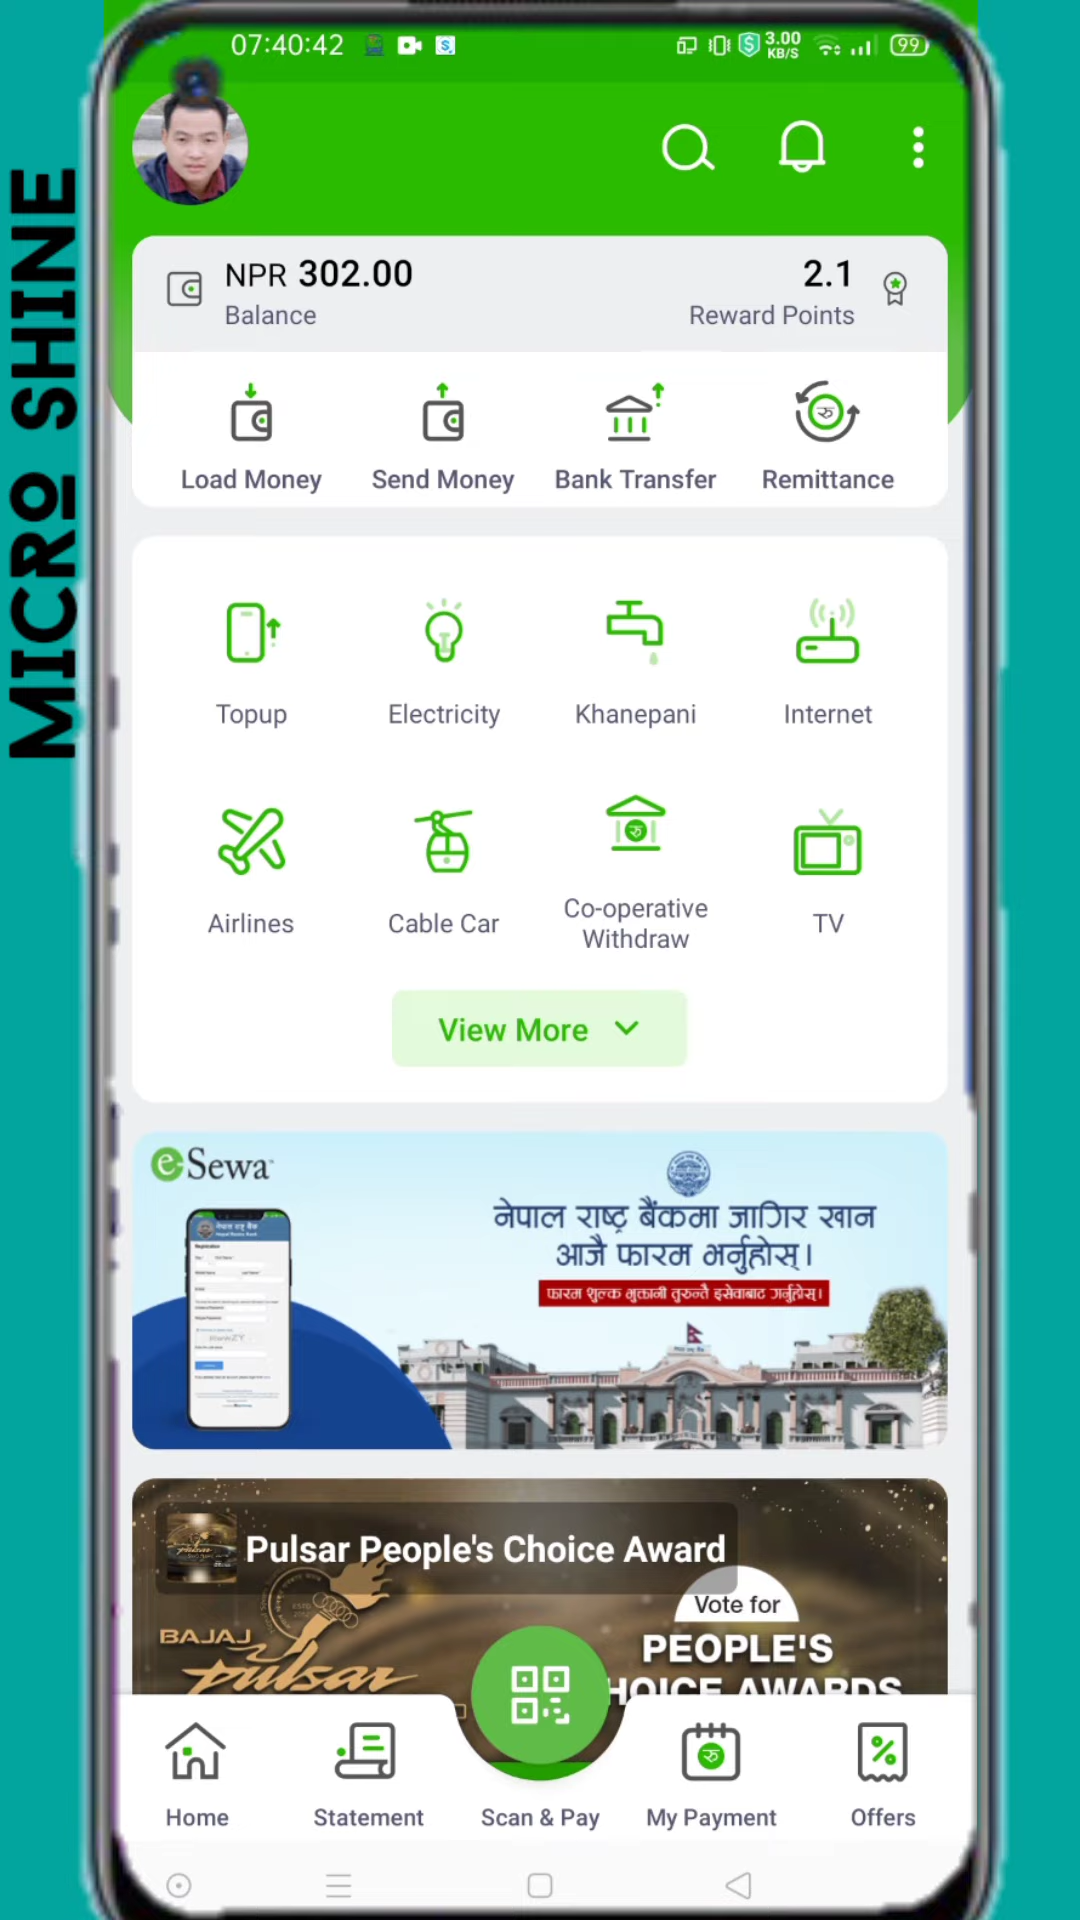 MICRO SHINE
07:40:42
3.00
KB/S
99
NPR 302.00
Balance
2.1
Reward Points
Load Money
Send Money
Bank Transfer
Remittance
Topup
Electricity
Khanepani
Internet
Airlines
Cable Car
Co-operative
Withdraw
TV
View More
e-Sewa
नेपाल राष्ट्र बैंकमा जागिर खान
आजै फारम भर्नुहोस् ।
फारम शुल्क भुक्तानी तुरुन्तै इसेवाबाट गर्नुहोस् ।
Pulsar People's Choice Award
BAJAJ
Pulsar
Vote for
PEOPLE'S
CHOICE AWARDS
Home
Statement
Scan & Pay
My Payment
Offers